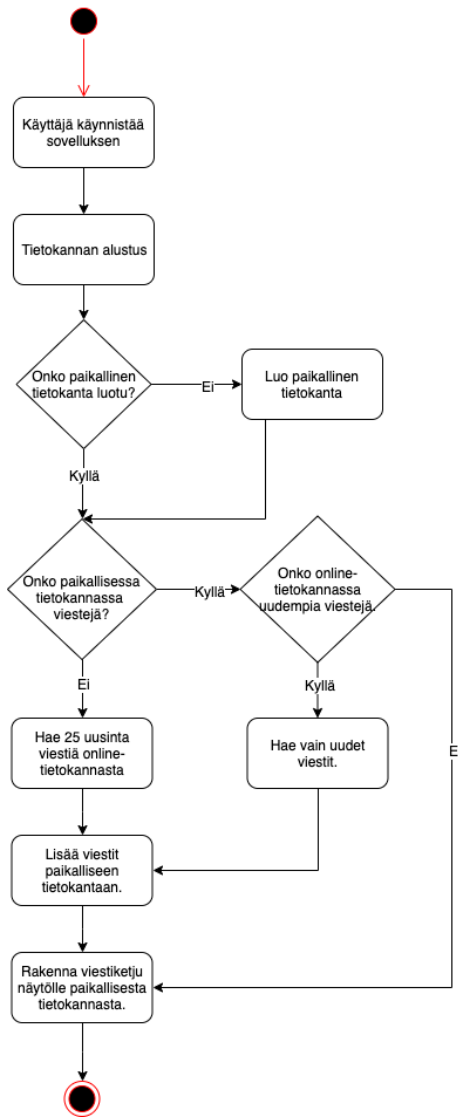 Käyttäjä käynnistää
sovelluksen
Tietokannan alustus
Onko paikallinen
tietokanta luotu?
Ei
Luo paikallinen
tietokanta
Kyllä
Onko paikallisessa
tietokannassa
viestejä?
Kyllä
Onko online-
tietokannassa
uudempia viestejä.
Ei
Kyllä
E
Hae 25 uusinta
viestiä online-
tietokannasta
Hae vain uudet
viestit.
Lisää viestit
paikalliseen
tietokantaan.
Rakenna viestiketju
näytölle paikallisesta
tietokannasta.